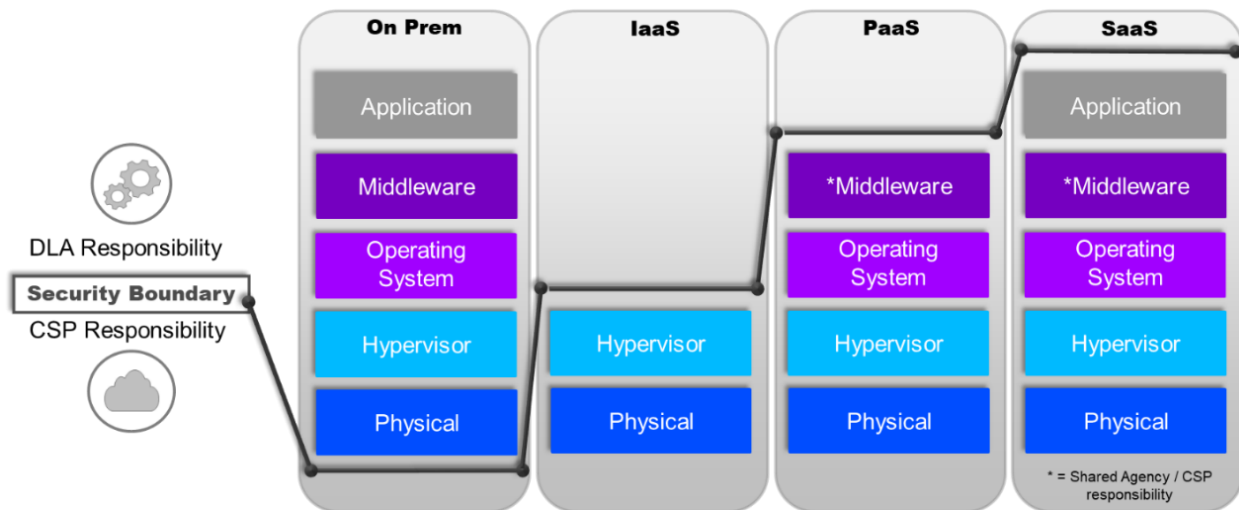 On Prem
IaaS
PaaS
SaaS
Application
Application
Middleware
*Middleware
*Middleware
DLA Responsibility
Operating
System
Operating
System
Operating
System
Security Boundary
CSP Responsibility
Hypervisor
Hypervisor
Hypervisor
Hypervisor
Physical
Physical
Physical
Physical
* = Shared Agency / CSP
responsibility